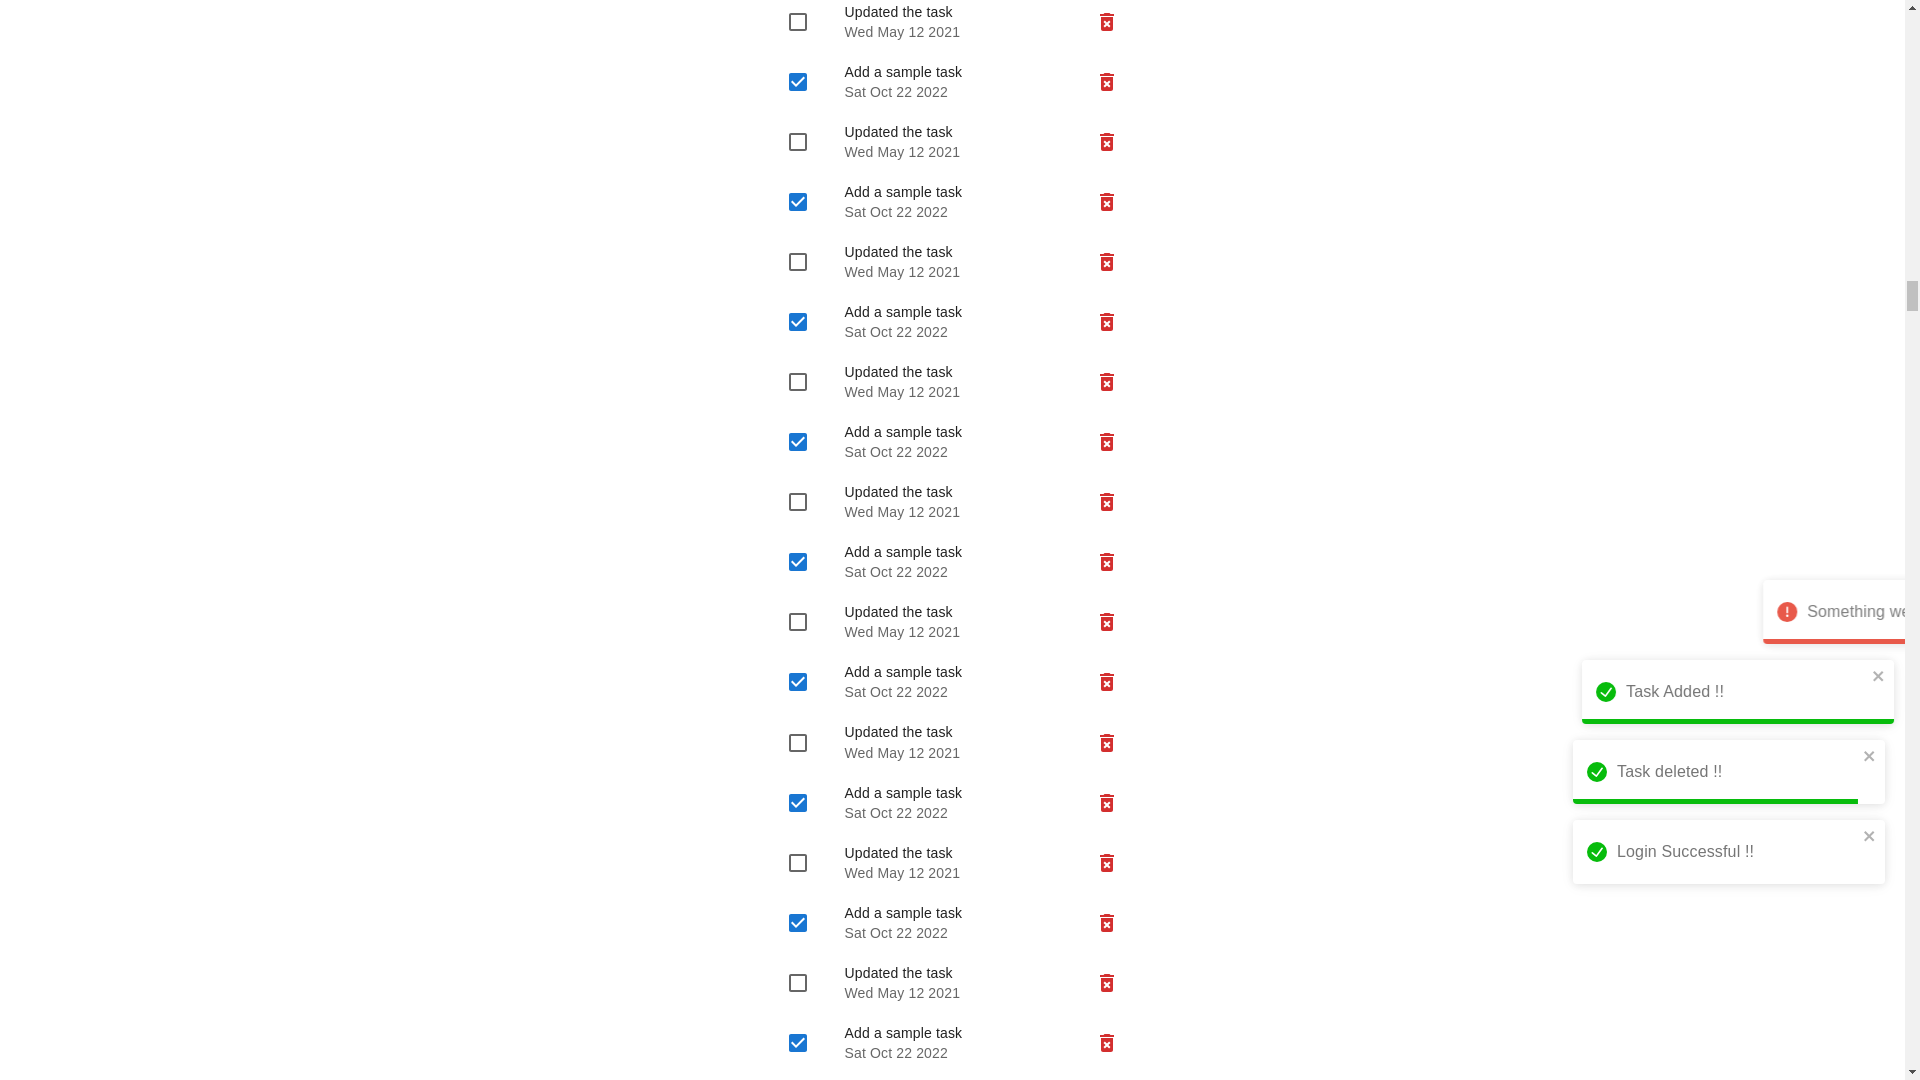 Updated the task
Wed May 12 2021
Add a sample task
Sat Oct 22 2022
Updated the task
Wed May 12 2021
Add a sample task
Sat Oct 22 2022
Updated the task
Wed May 12 2021
Add a sample task
Sat Oct 22 2022
Updated the task
Wed May 12 2021
Add a sample task
Sat Oct 22 2022
Updated the task
Wed May 12 2021
Add a sample task
Sat Oct 22 2022
Updated the task
Wed May 12 2021
Add a sample task
Sat Oct 22 2022
Updated the task
Wed May 12 2021
Add a sample task
Sat Oct 22 2022
Updated the task
Wed May 12 2021
Add a sample task
Sat Oct 22 2022
Updated the task
Wed May 12 2021
Add a sample task
Sat Oct 22 2022
Something we
Task Added !!
Task deleted !!
Login Successful !!